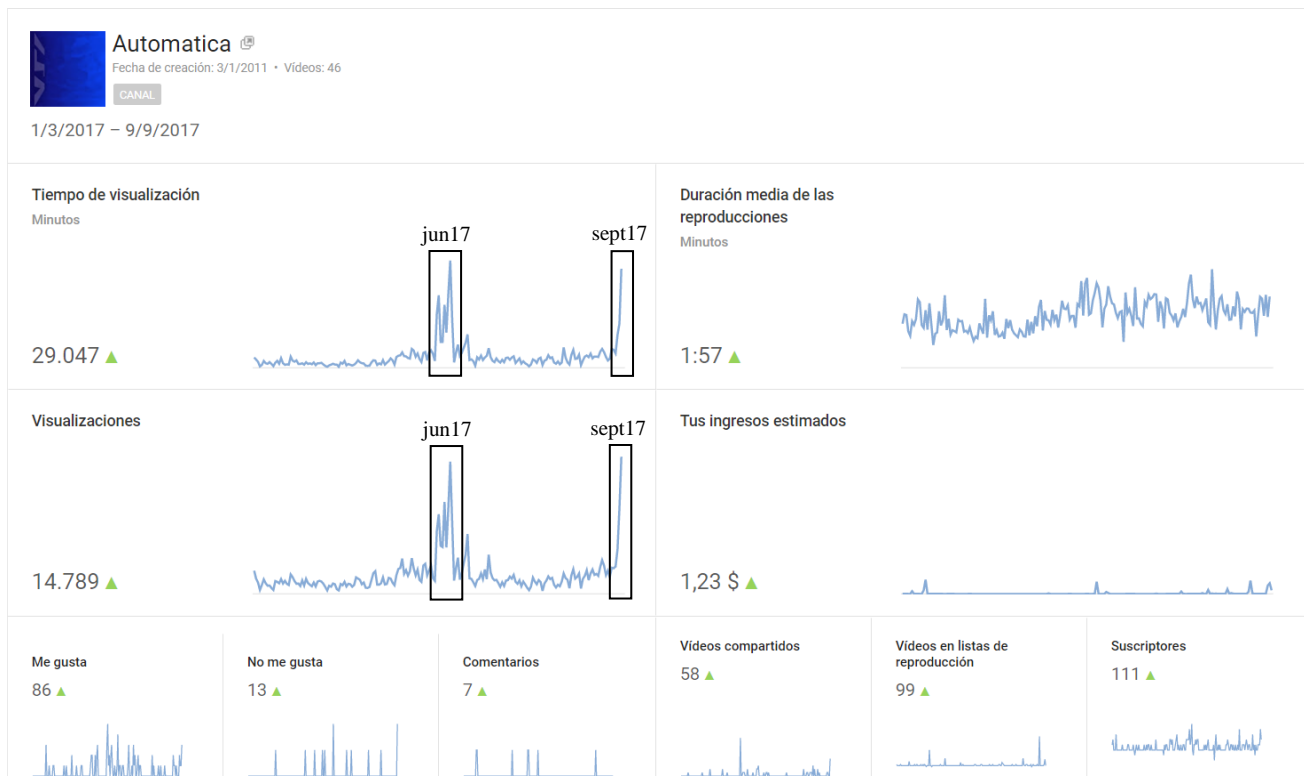 Automatica
Fecha de creación: 3/1/2011 • Vídeos: 46
CANAL
1/3/2017 – 9/9/2017
Tiempo de visualización
Minutos
jun17
sept17
29.047
Duración media de las
reproducciones
Minutos
1:57
Visualizaciones
jun17
sept17
14.789
Tus ingresos estimados
1,23 $
Me gusta
86
No me gusta
13
Comentarios
7
Vídeos compartidos
58
Vídeos en listas de
reproducción
99
Suscriptores
111